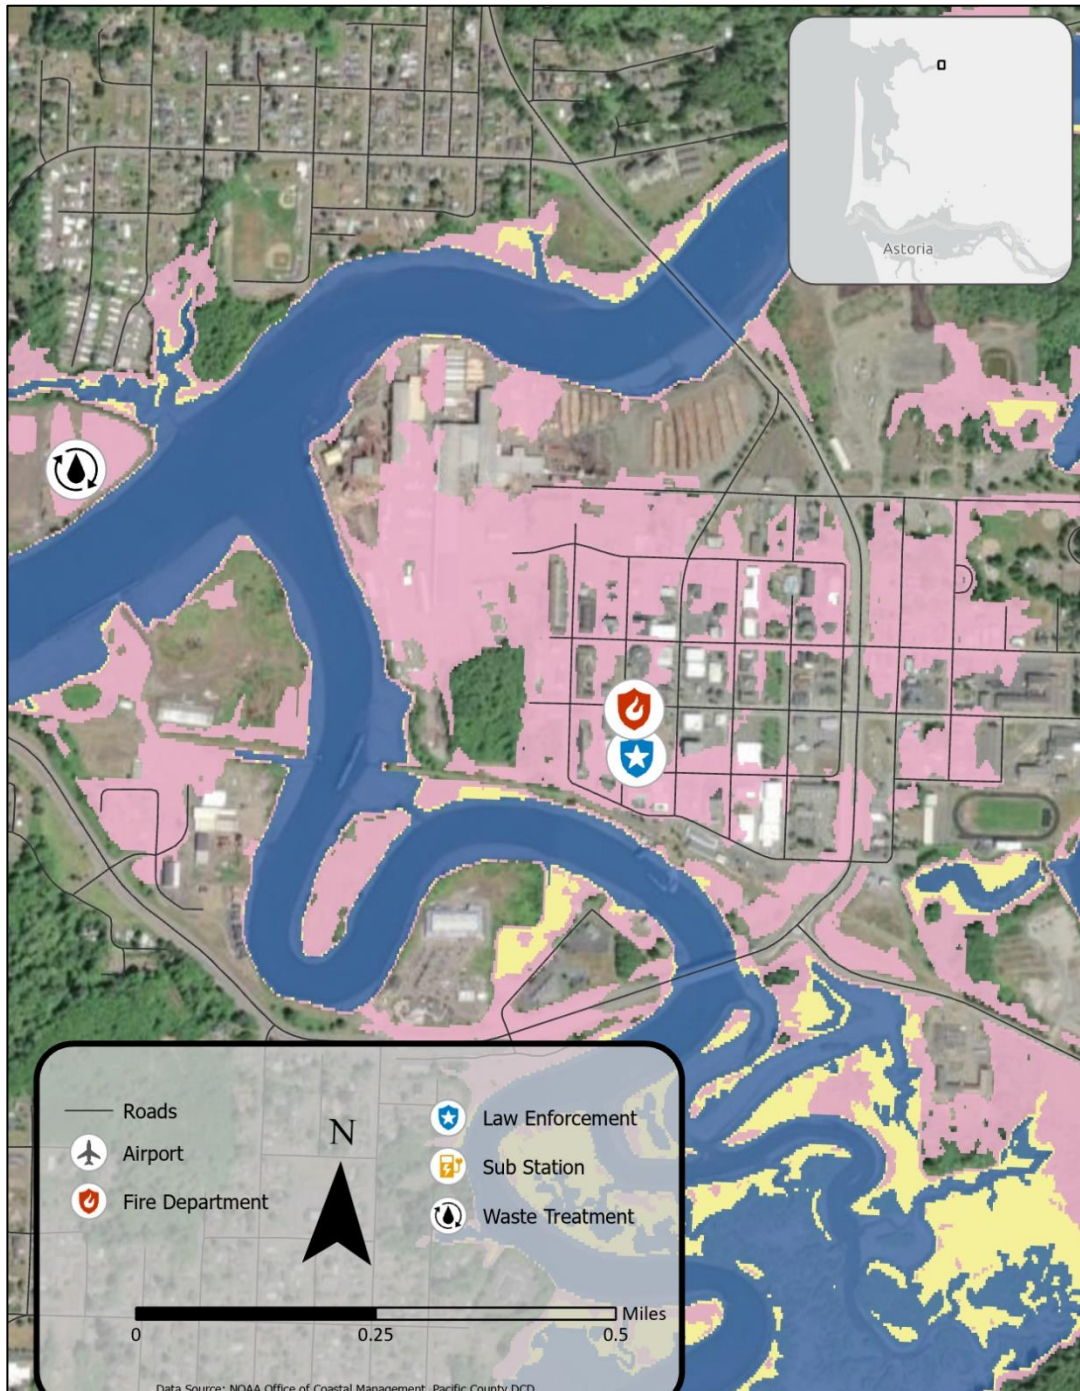 Astoria
Roads
Airport
Fire Department
N
Law Enforcement
Sub Station
Waste Treatment
Miles
0 0.25 0.5
Data Source: NOAA Office of Coastal Management, Pacific County DCD